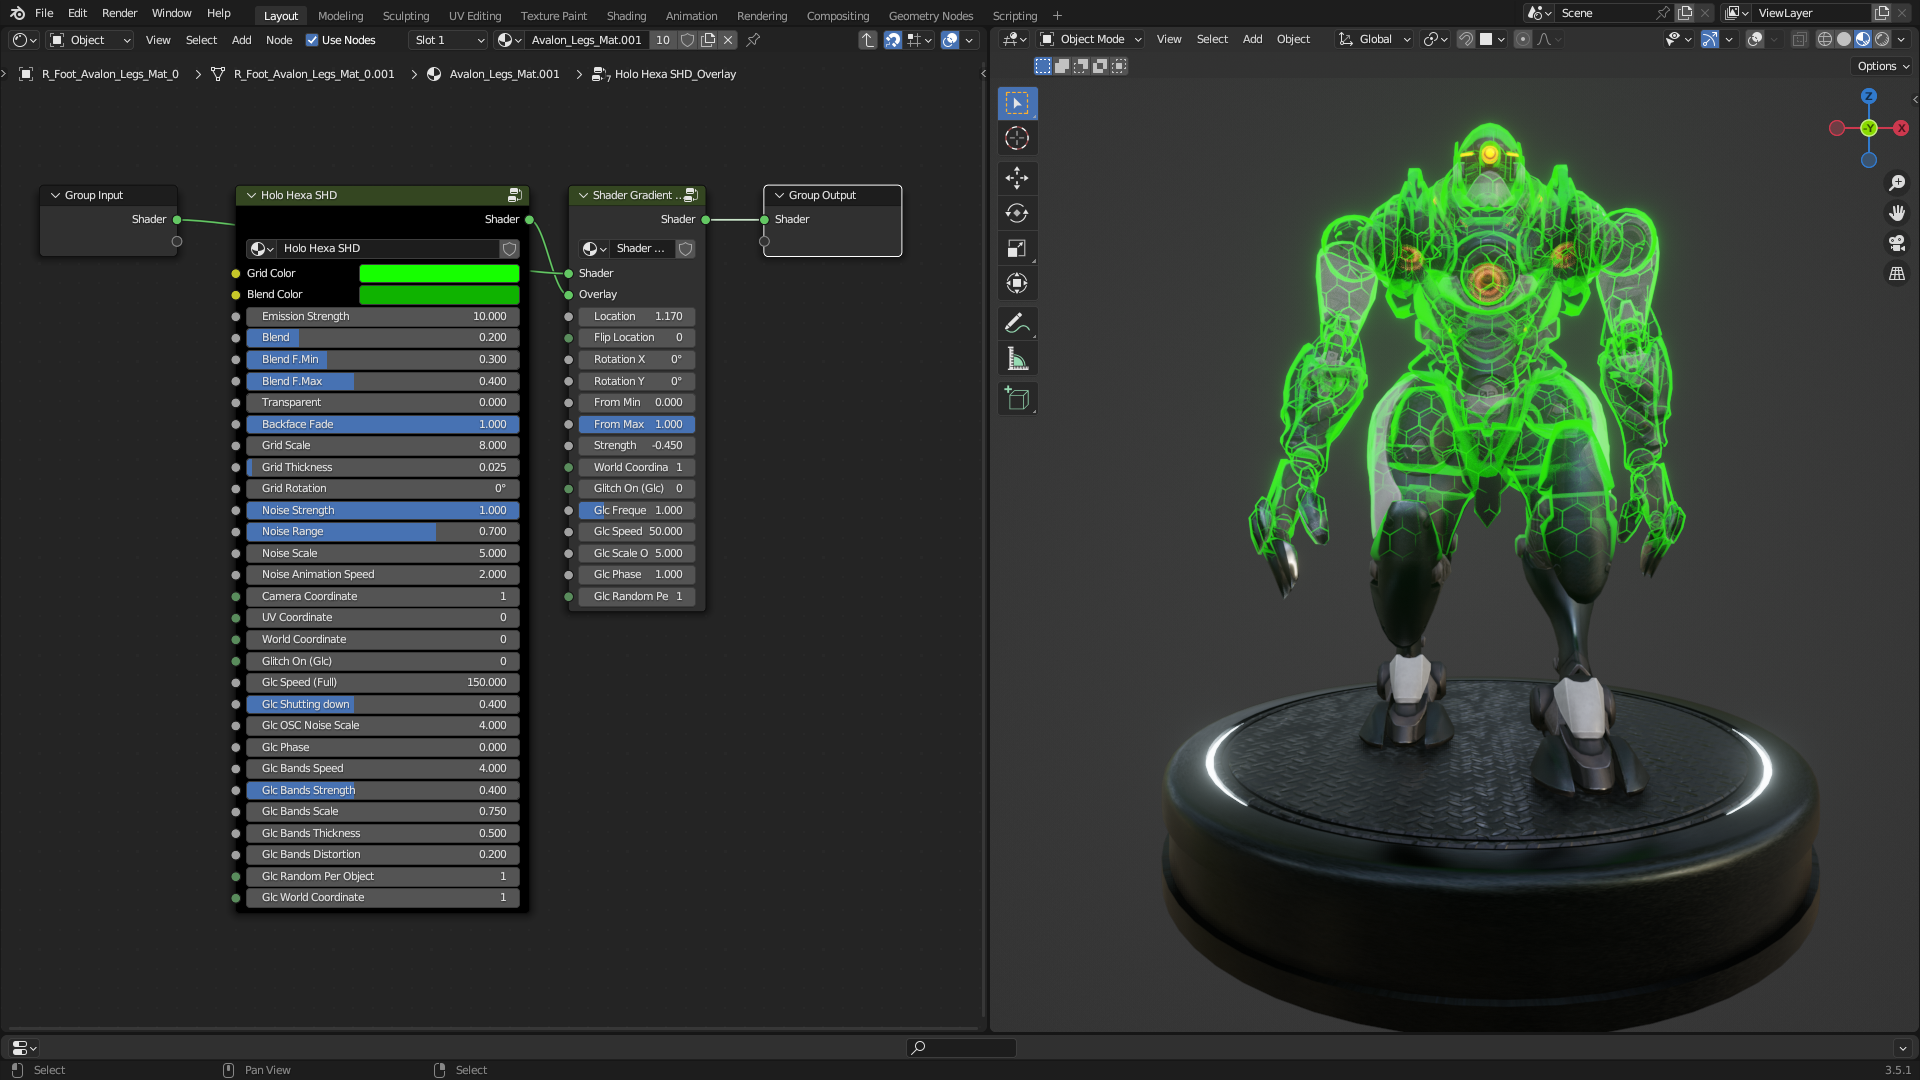 File Edit Render Window Help Layout Modeling Sculpting UV Editing Texture Paint Shading Animation Rendering Compositing Geometry Nodes Scripting + Scene ViewLayer
Object View Select Add Node Use Nodes Slot 1 Avalon_Legs_Mat.001 10 Object Mode View Select Add Object Global
Options
R_Foot_Avalon_Legs_Mat_0 > R_Foot_Avalon_Legs_Mat_0.001 > Avalon_Legs_Mat.001 > 7 Holo Hexa SHD_Overlay
Z
-Y X
Group Input
Shader
Holo Hexa SHD
Shader
Holo Hexa SHD
Grid Color
Blend Color
Emission Strength 10.000
Blend 0.200
Blend F.Min 0.300
Blend F.Max 0.400
Transparent 0.000
Backface Fade 1.000
Grid Scale 8.000
Grid Thickness 0.025
Grid Rotation 0°
Noise Strength 1.000
Noise Range 0.700
Noise Scale 5.000
Noise Animation Speed 2.000
Camera Coordinate 1
UV Coordinate 0
World Coordinate 0
Glitch On (Glc) 0
Glc Speed (Full) 150.000
Glc Shutting down 0.400
Glc OSC Noise Scale 4.000
Glc Phase 0.000
Glc Bands Speed 4.000
Glc Bands Strength 0.400
Glc Bands Scale 0.750
Glc Bands Thickness 0.500
Glc Bands Distortion 0.200
Glc Random Per Object 1
Glc World Coordinate 1
Shader Gradient ...
Shader
Shader ...
Shader
Overlay
Location 1.170
Flip Location 0
Rotation X 0°
Rotation Y 0°
From Min 0.000
From Max 1.000
Strength -0.450
World Coordina 1
Glitch On (Glc) 0
Glc Freque 1.000
Glc Speed 50.000
Glc Scale O 5.000
Glc Phase 1.000
Glc Random Pe 1
Group Output
Shader
Select Pan View Select 3.5.1